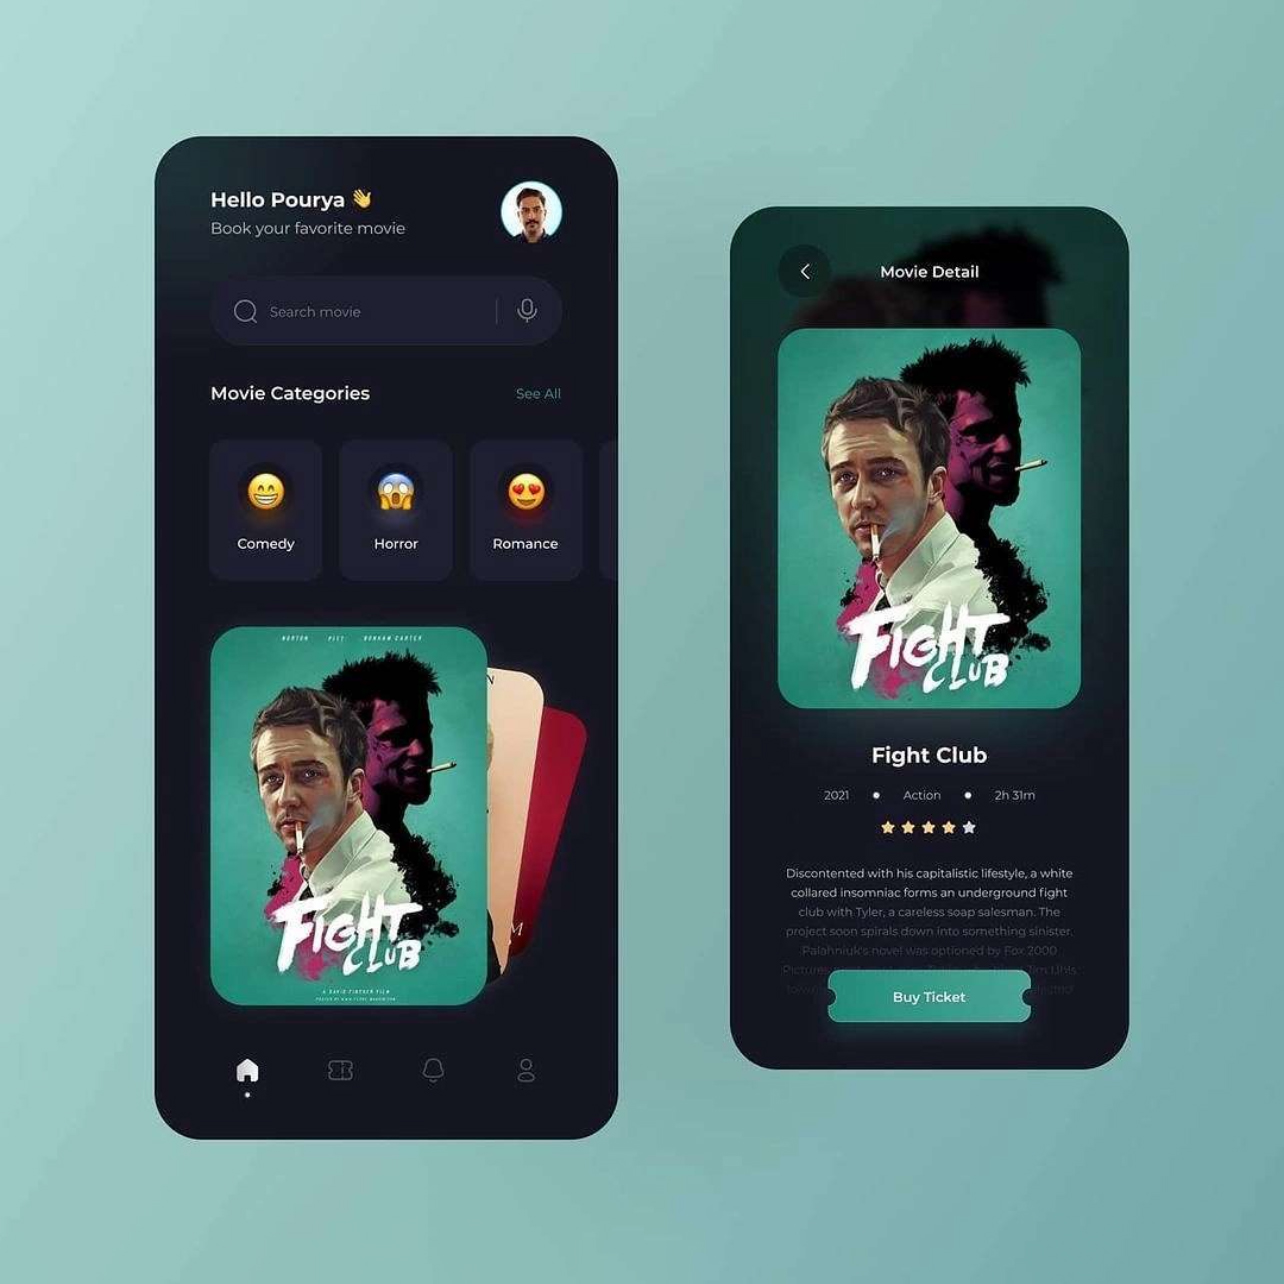 Hello Pourya 👋
Book your favorite movie
Search movie
Movie Categories
See All
Comedy
Horror
Romance
NORTON PITT BONHAM CARTER
N
FIGHT
CLUB
M
A DAVID FINCHER FILM
Movie Detail
FIGHT
CLUB
Fight Club
2021 • Action • 2h 31m
Discontented with his capitalistic lifestyle, a white
collared insomniac forms an underground fight
club with Tyler, a careless soap salesman. The
project soon spirals down into something sinister.
Palahniuk's novel was optioned by Fox 2000
Pictures
Buy Ticket